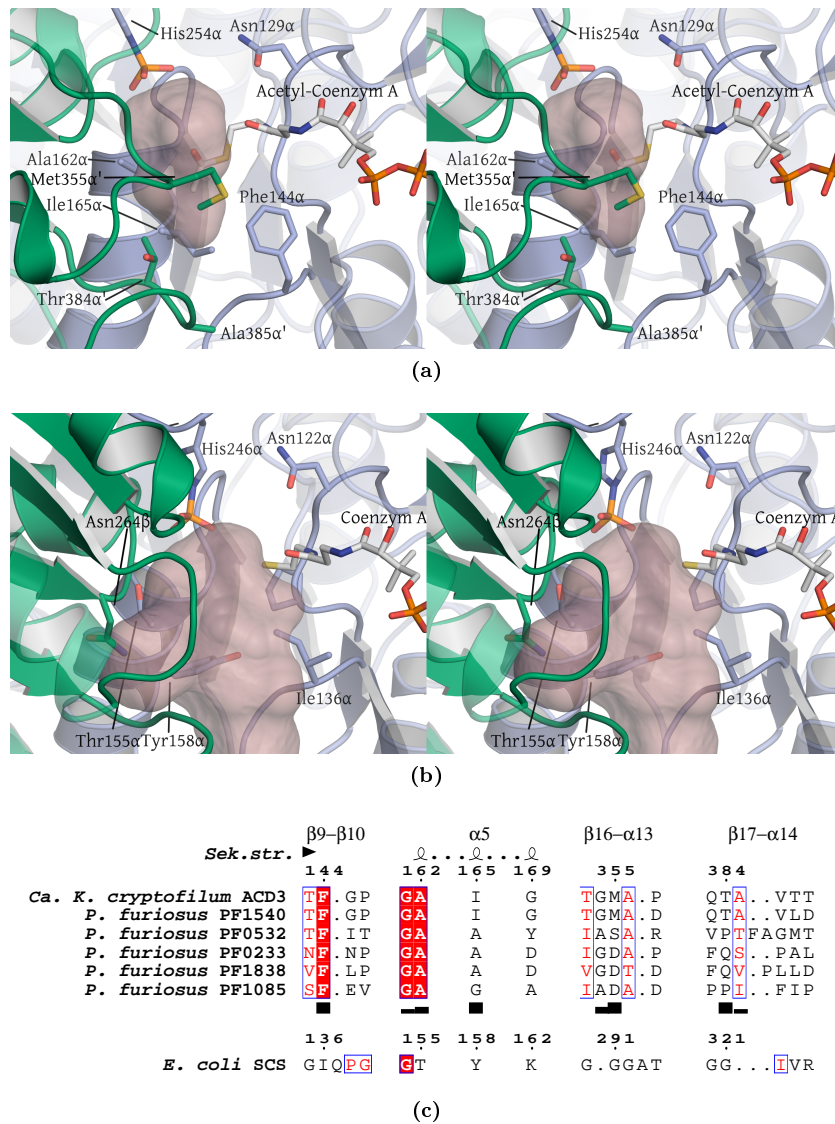 His254α Asn129α His254α Asn129α
Acetyl-Coenzym A Acetyl-Coenzym A
Ala162α Ala162α
Met355α' Met355α'
Ile165α Phe144α Ile165α Phe144α
Thr384α' Thr384α'
Ala385α' Ala385α'
(a)
His246α Asn122α His246α Asn122α
Asn264β Coenzym A Asn264β Coenzym A
Ile136α Ile136α
Thr155α Tyr158α Thr155α Tyr158α
(b)
β9–β10 α5 β16–α13 β17–α14
Sek.str. ... ...
144 162 165 169 355 384
Ca. K. cryptofilum ACD3 TF.GP GA I G TGMA.P QTA..VTT
P. furiosus PF1540 TF.GP GA I G TGMA.D QTA..VLD
P. furiosus PF0532 TF.IT GA A Y IASA.R VPTFAGMT
P. furiosus PF0233 NF.NP GA A D IGDA.D FQS..PAL
P. furiosus PF1838 VF.LP GA A D VGDT.D FQV.PLLD
P. furiosus PF1085 SF.EV GA G A IADA.D PPI..FIP
136 155 158 162 291 321
E. coli SCS GIQPG GT Y K G.GGAT GG...IVR
(c)